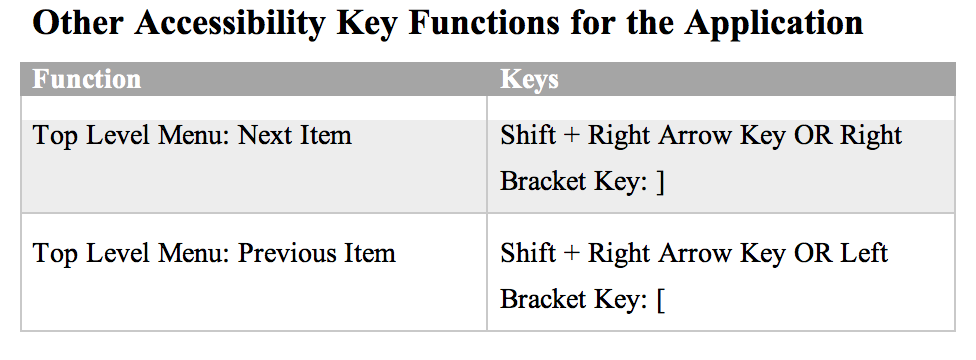 Other Accessibility Key Functions for the Application
Function Keys
Top Level Menu: Next Item Shift + Right Arrow Key OR Right
Bracket Key: ]
Top Level Menu: Previous Item Shift + Right Arrow Key OR Left
Bracket Key: [